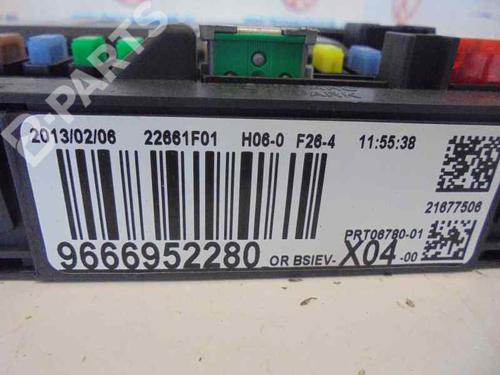 2013/02/06 22661F01 H06-0 F26-4 11:55:38
21677506
PRT06780-01
9666952280 OR BSIEV- X04 -00
B-Parts